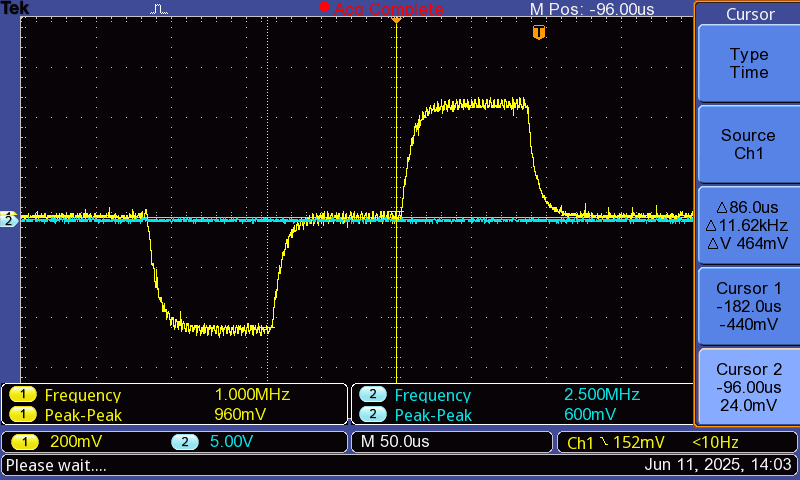 Tek
Acq Complete
M Pos: -96.00us
Cursor
T
Type
Time
Source
Ch1
△86.0us
△11.62kHz
△V 464mV
Cursor 1
-182.0us
-440mV
Cursor 2
-96.00us
24.0mV
1
2
1 Frequency 1.000MHz
1 Peak-Peak 960mV
2 Frequency 2.500MHz
2 Peak-Peak 600mV
1 200mV 2 5.00V M 50.0us Ch1 152mV <10Hz
Please wait.... Jun 11, 2025, 14:03